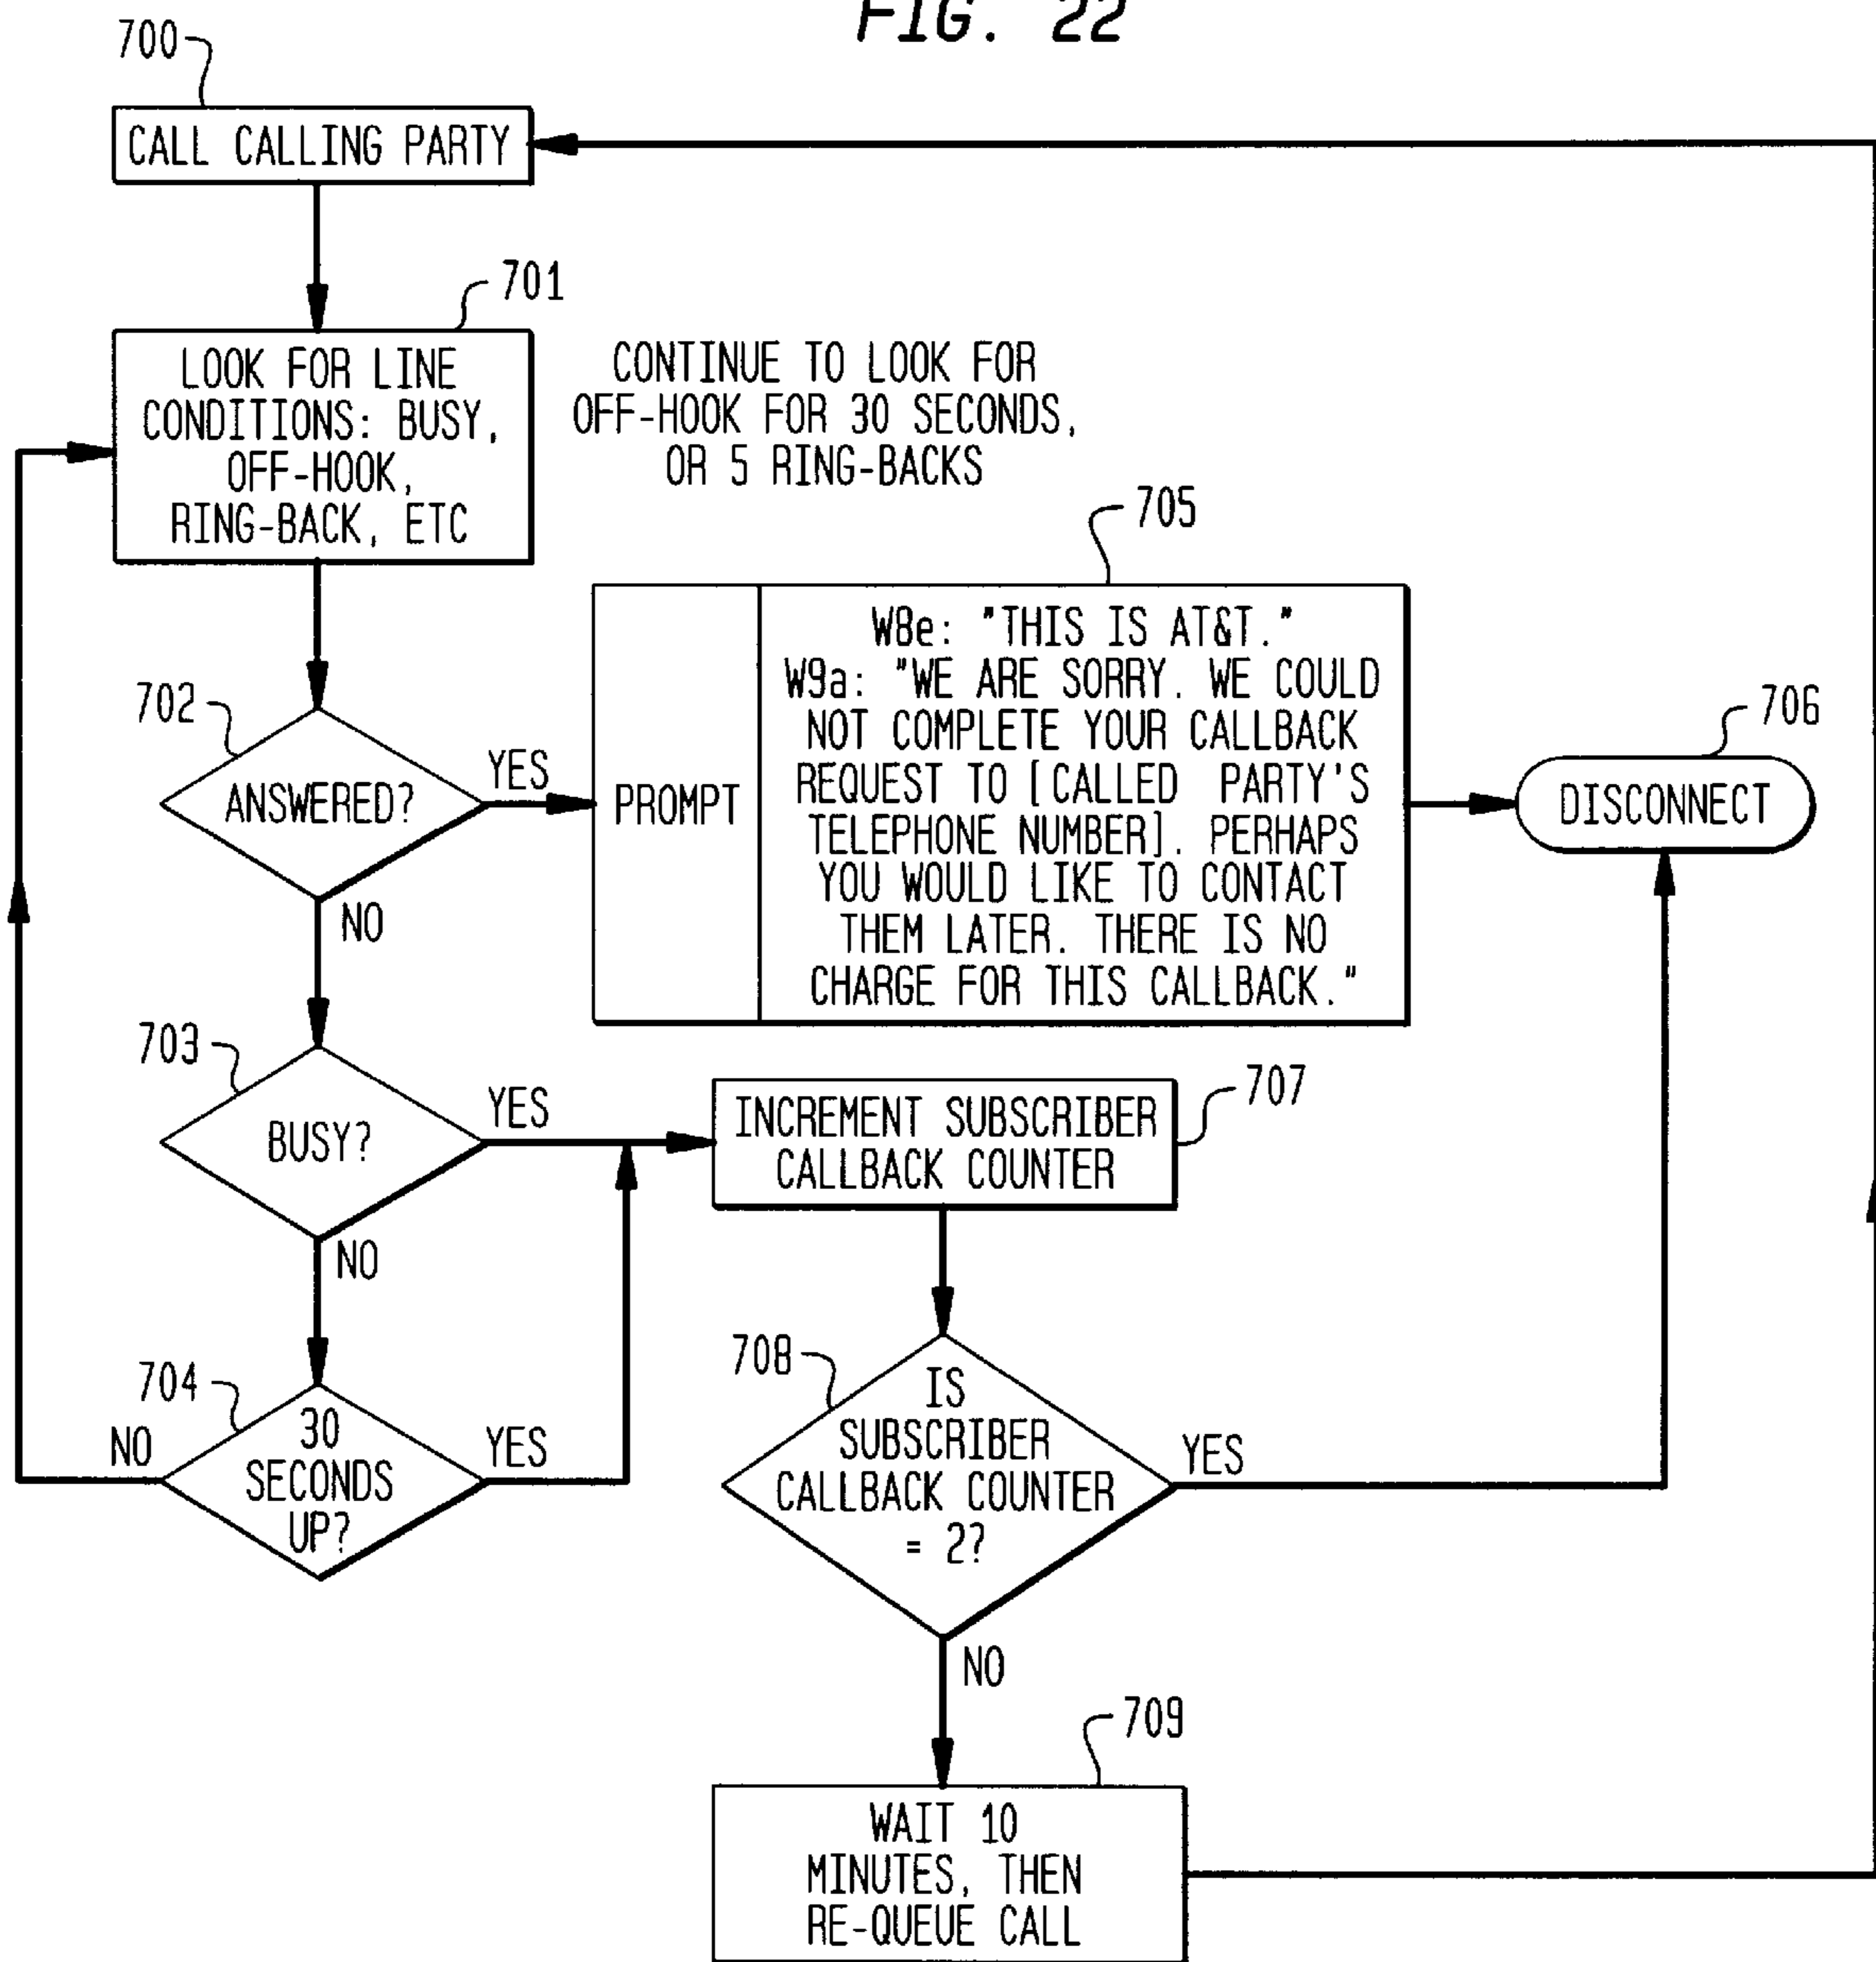 FIG. 22
700
CALL CALLING PARTY
701
LOOK FOR LINE
CONDITIONS: BUSY,
OFF-HOOK,
RING-BACK, ETC
CONTINUE TO LOOK FOR
OFF-HOOK FOR 30 SECONDS,
OR 5 RING-BACKS
702
ANSWERED?
YES
NO
705
PROMPT
W8e: "THIS IS AT&T."
W9a: "WE ARE SORRY. WE COULD
NOT COMPLETE YOUR CALLBACK
REQUEST TO [CALLED PARTY'S
TELEPHONE NUMBER]. PERHAPS
YOU WOULD LIKE TO CONTACT
THEM LATER. THERE IS NO
CHARGE FOR THIS CALLBACK."
706
DISCONNECT
703
BUSY?
YES
NO
707
INCREMENT SUBSCRIBER
CALLBACK COUNTER
704
30
SECONDS
UP?
NO
YES
708
IS
SUBSCRIBER
CALLBACK COUNTER
= 2?
YES
NO
709
WAIT 10
MINUTES, THEN
RE-QUEUE CALL